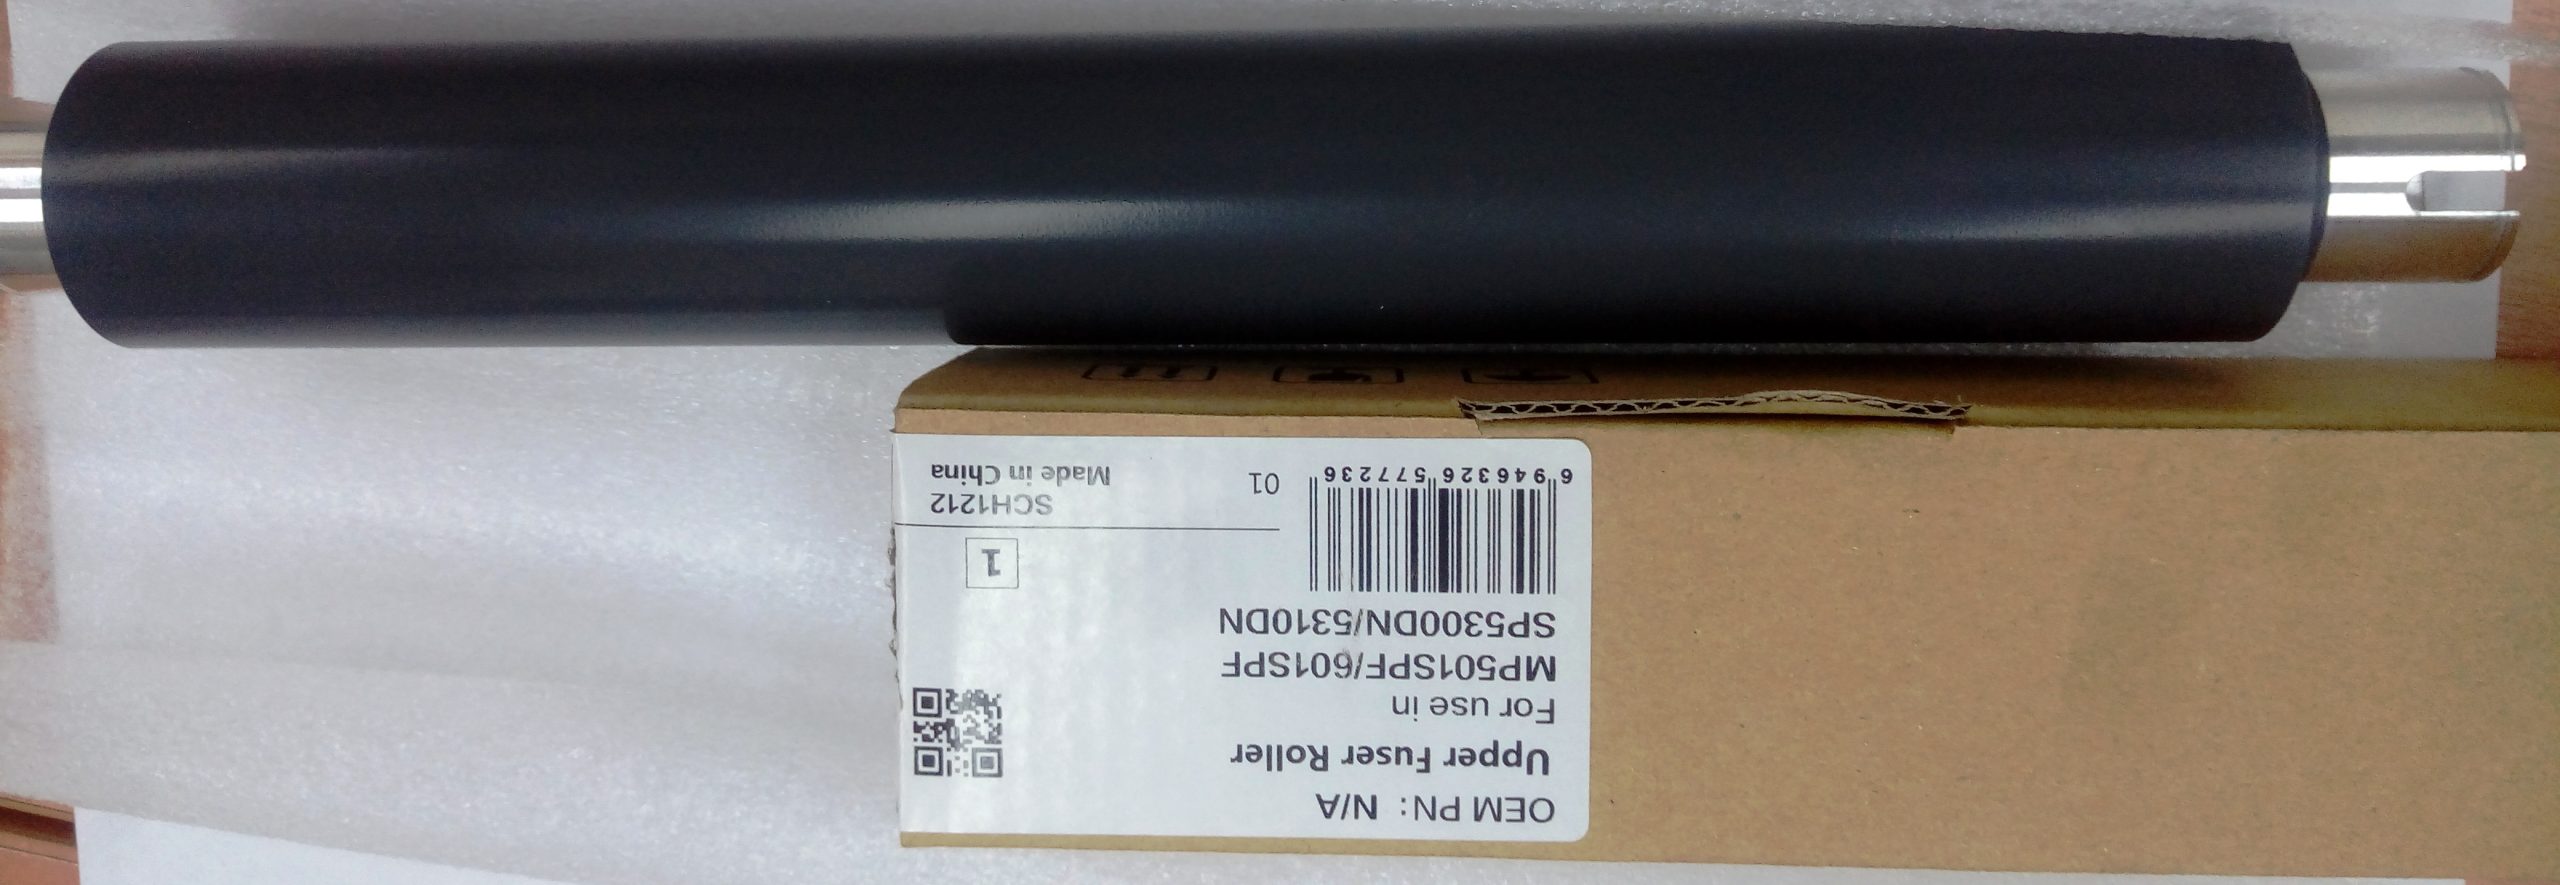 OEM PN: N/A
Upper Fuser Roller
For use in
MP501SPF/601SPF
SP5300DN/5310DN
1
6 946326 577236
01
SCH1212
Made in China